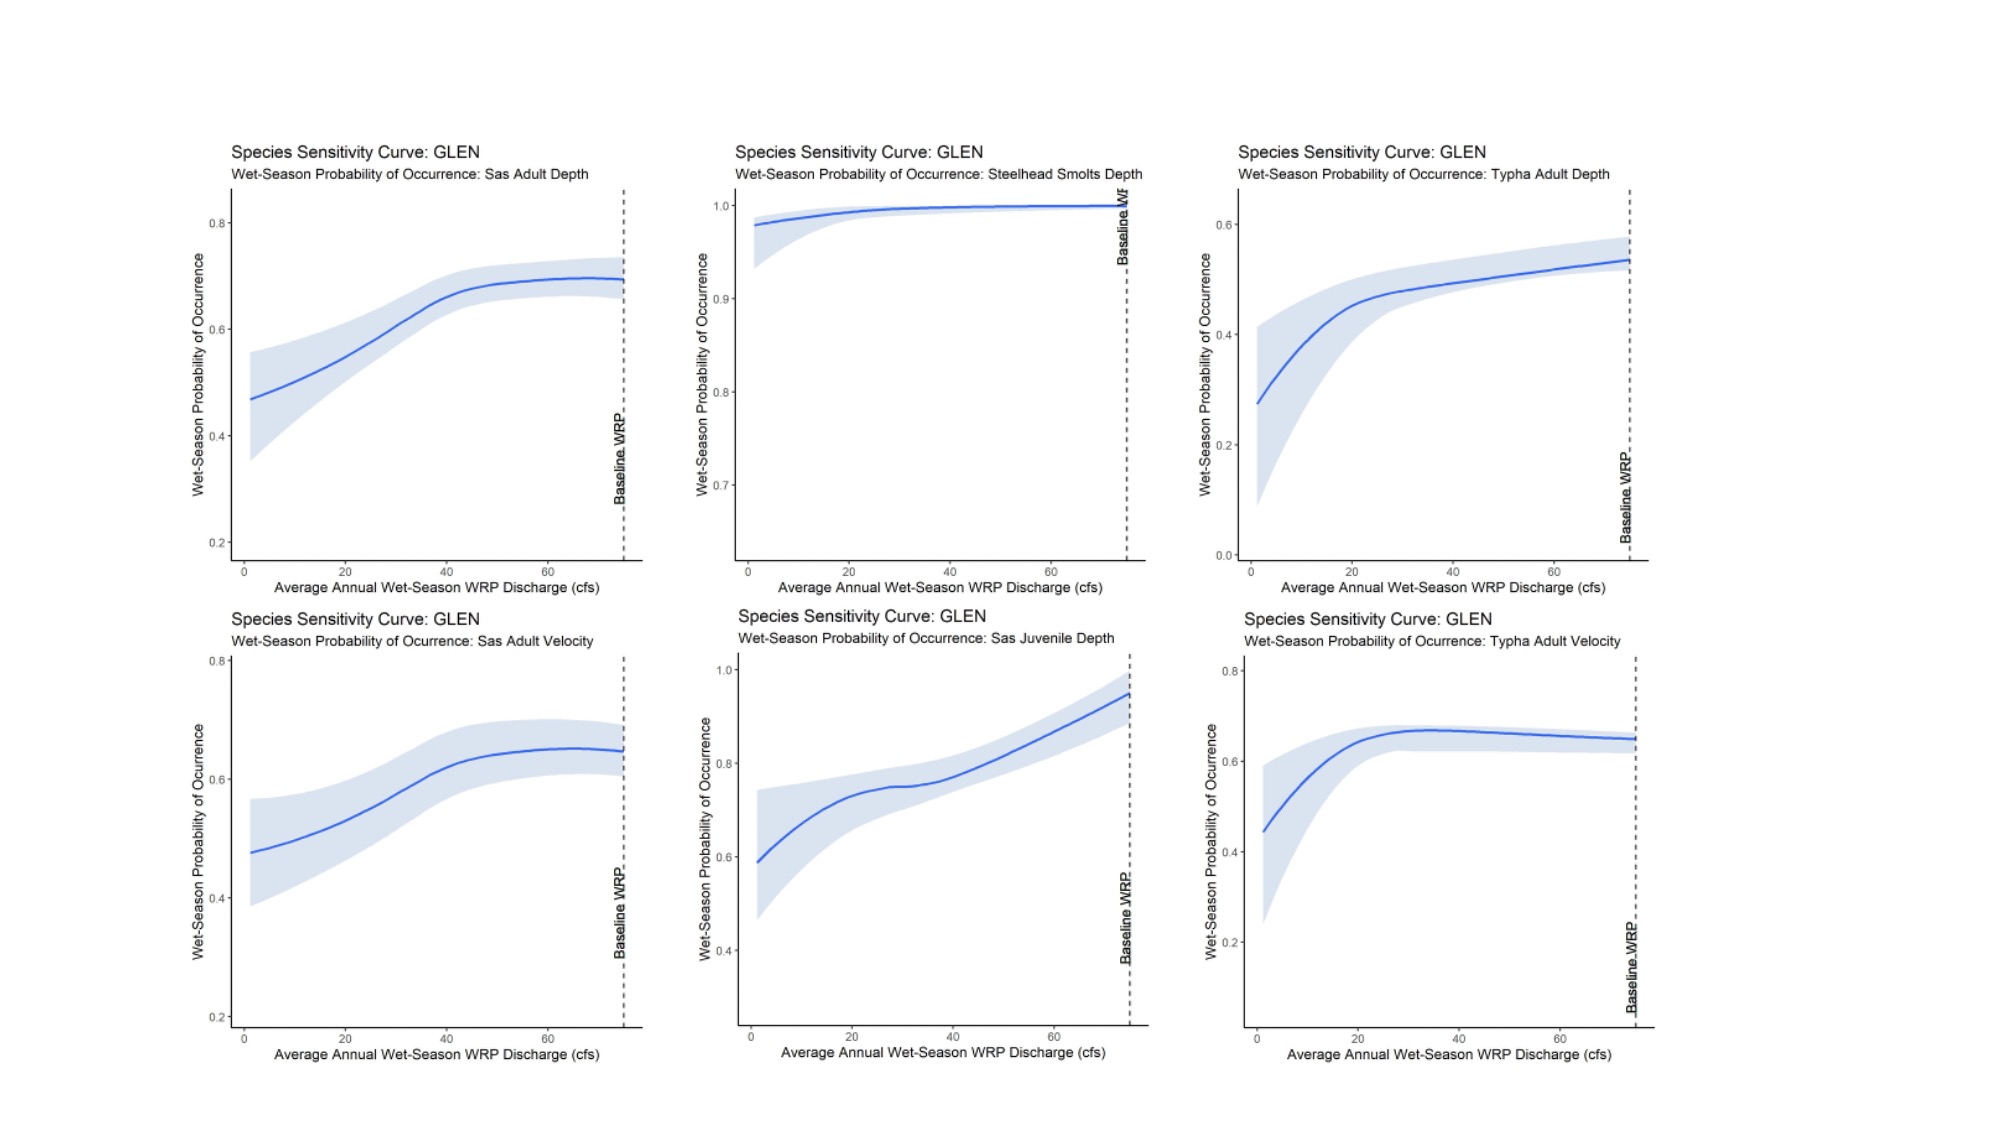 Species Sensitivity Curve: GLEN
Wet-Season Probability of Occurrence: Sas Adult Depth
Wet-Season Probability of Occurrence
0.8
0.6
0.4
0.2
Baseline WRP
0 20 40 60
Average Annual Wet-Season WRP Discharge (cfs)
Species Sensitivity Curve: GLEN
Wet-Season Probability of Occurrence: Steelhead Smolts Depth
Wet-Season Probability of Occurrence
1.0
0.9
0.8
0.7
Baseline
0 20 40 60
Average Annual Wet-Season WRP Discharge (cfs)
Species Sensitivity Curve: GLEN
Wet-Season Probability of Occurrence: Typha Adult Depth
Wet-Season Probability of Occurrence
0.6
0.4
0.2
0.0
Baseline WRP
0 20 40 60
Average Annual Wet-Season WRP Discharge (cfs)
Species Sensitivity Curve: GLEN
Wet-Season Probability of Ocurrence: Sas Adult Velocity
Wet-Season Probability of Ocurrence
0.8
0.6
0.4
0.2
Baseline WRP
0 20 40 60
Average Annual Wet-Season WRP Discharge (cfs)
Species Sensitivity Curve: GLEN
Wet-Season Probability of Occurrence: Sas Juvenile Depth
Wet-Season Probability of Occurrence
1.0
0.8
0.6
0.4
Baseline WRP
0 20 40 60
Average Annual Wet-Season WRP Discharge (cfs)
Species Sensitivity Curve: GLEN
Wet-Season Probability of Ocurrence: Typha Adult Velocity
Wet-Season Probability of Ocurrence
0.8
0.6
0.4
0.2
Baseline WRP
0 20 40 60
Average Annual Wet-Season WRP Discharge (cfs)